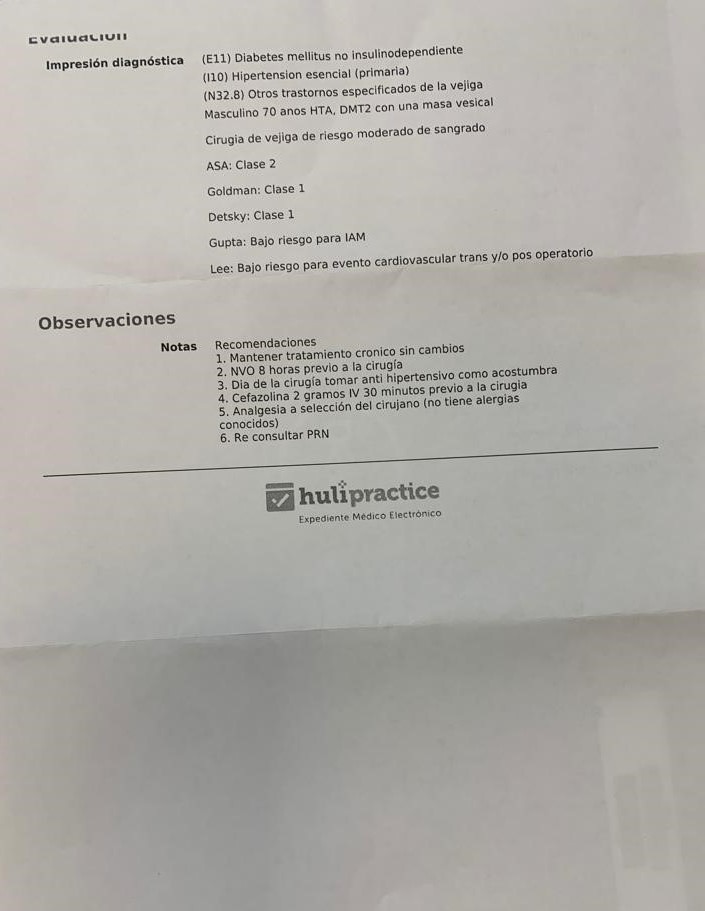 Evaluación
Impresión diagnóstica
(E11) Diabetes mellitus no insulinodependiente
(I10) Hipertension esencial (primaria)
(N32.8) Otros trastornos especificados de la vejiga
Masculino 70 anos HTA, DMT2 con una masa vesical
Cirugia de vejiga de riesgo moderado de sangrado
ASA: Clase 2
Goldman: Clase 1
Detsky: Clase 1
Gupta: Bajo riesgo para IAM
Lee: Bajo riesgo para evento cardiovascular trans y/o pos operatorio
Observaciones
Notas
Recomendaciones
1. Mantener tratamiento cronico sin cambios
2. NVO 8 horas previo a la cirugía
3. Dia de la cirugía tomar anti hipertensivo como acostumbra
4. Cefazolina 2 gramos IV 30 minutos previo a la cirugia
5. Analgesia a selección del cirujano (no tiene alergias
conocidos)
6. Re consultar PRN
hulipractice
Expediente Médico Electrónico